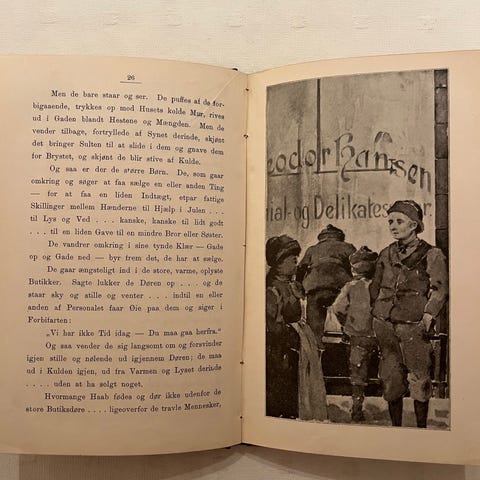 26
Men de bare staar og ser. De puffes af de for-
bigaaende, trykkes op mod Husets kolde Mur, rives
ud i Gaden blandt Hestene og Mængden. Men de
vender tilbage, fortryllede af Synet derinde, skjønt
det bringer Sulten til at slide i dem og gnave dem
for Brystet, og skjønt de blir stive af Kulde.
Og saa er der de større Børn. De, som gaar
omkring og søger at faa sælge en eller anden Ting
— for at faa en liden Indtægt, etpar fattige
Skillinger mellem Hænderne til Hjælp i Julen . . .
til Lys og Ved . . . . kanske, kanske til lidt godt
. . . . til en liden Gave til en mindre Bror eller Søster.
De vandrer omkring i sine tynde Klær — Gade
op og Gade ned — byr frem det, de har at sælge.
De gaar ængsteligt ind i de store, varme, oplyste
Butikker. Sagte lukker de Døren op . . . . og de
staar sky og stille og venter . . . . indtil en eller
anden af Personalet faar Øie paa dem og siger i
Forbifarten:
„Vi har ikke Tid idag — Du maa gaa herfra.“
Og saa vender de sig langsomt om og forsvinder
igjen stille og nølende ud igjennem Døren; de maa
ud i Kulden igjen, ud fra Varmen og Lyset derinde
. . . . uden at ha solgt noget.
Hvormange Haab fødes og dør ikke udenfor de
store Butiksdøre . . . . ligeoverfor de travle Mennesker,
eodor Hansen
ial- og Delikatess